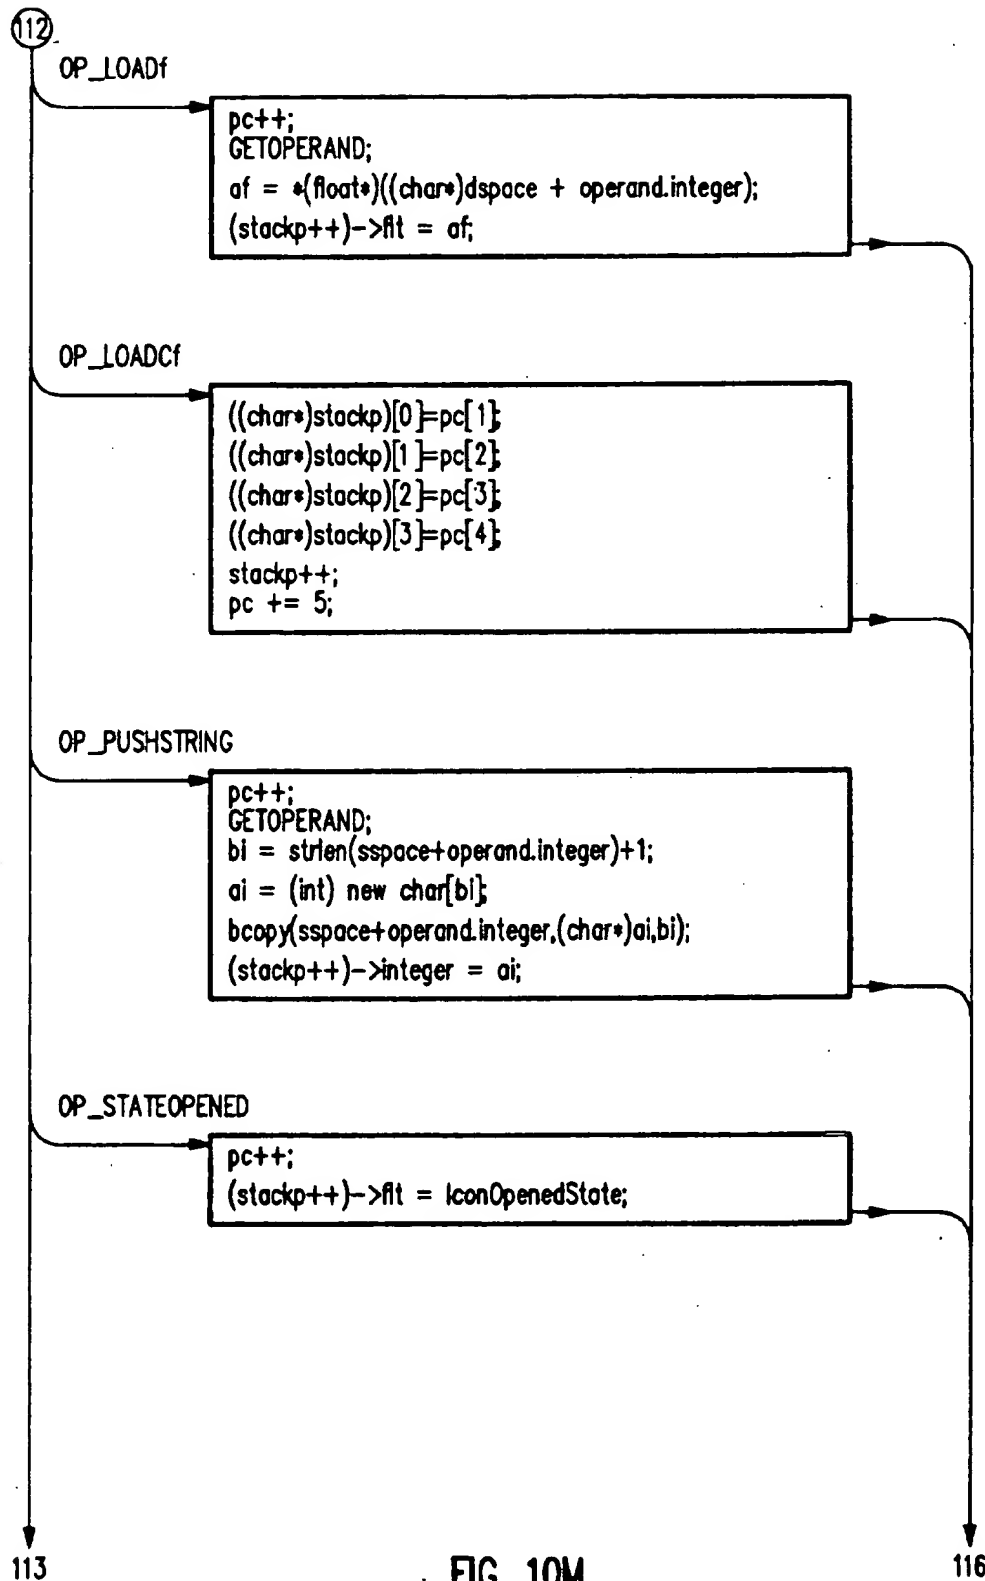 112
OP_LOADf
pc++;
GETOPERAND;
af = *(float*)((char*)dspace + operand.integer);
(stackp++)->flt = af;
OP_LOADCf
((char*)stackp)[0]=pc[1];
((char*)stackp)[1]=pc[2];
((char*)stackp)[2]=pc[3];
((char*)stackp)[3]=pc[4];
stackp++;
pc += 5;
OP_PUSHSTRING
pc++;
GETOPERAND;
bi = strlen(sspace+operand.integer)+1;
ai = (int) new char[bi];
bcopy(sspace+operand.integer,(char*)ai,bi);
(stackp++)->integer = ai;
OP_STATEOPENED
pc++;
(stackp++)->flt = IconOpenedState;
113
FIG. 10M
116